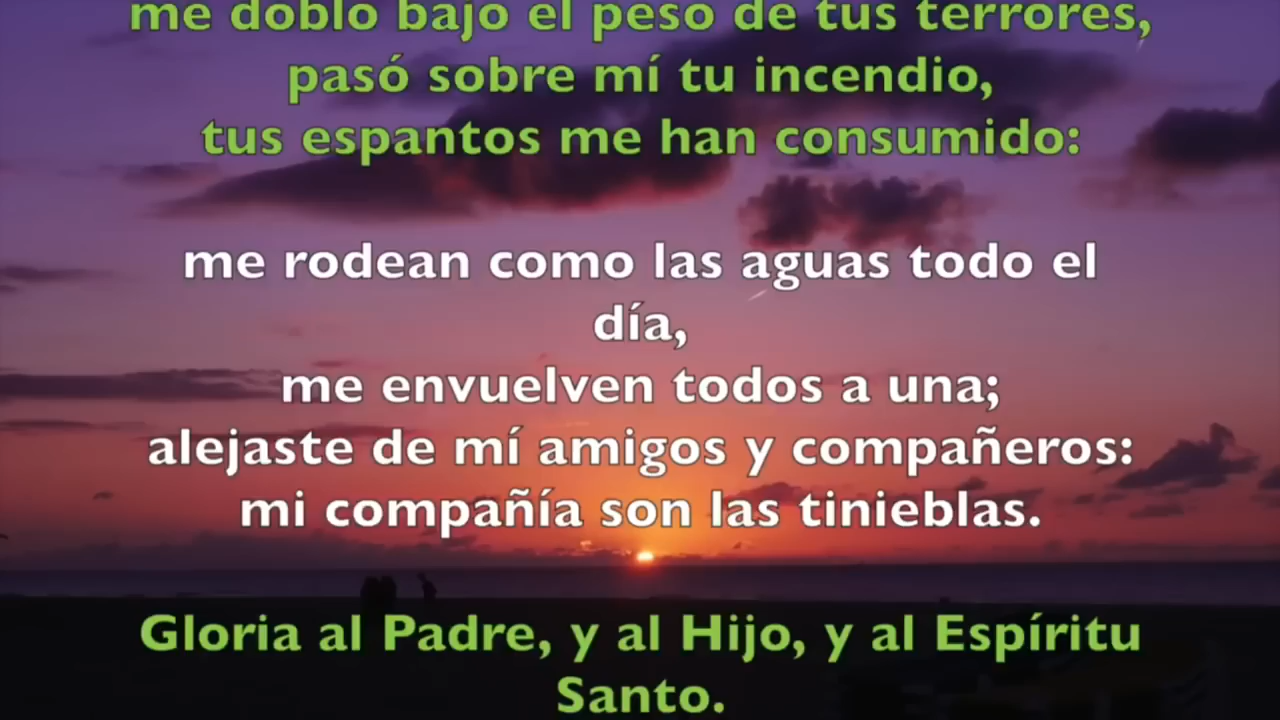 me doblo bajo el peso de tus terrores,
pasó sobre mí tu incendio,
tus espantos me han consumido:
me rodean como las aguas todo el
día,
me envuelven todos a una;
alejaste de mí amigos y compañeros:
mi compañía son las tinieblas.
Gloria al Padre, y al Hijo, y al Espíritu
Santo.